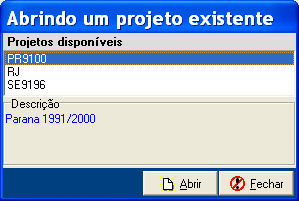 Abrindo um projeto existente
Projetos disponíveis
PR9100
RJ
SE9196
Descrição
Parana 1991/2000
Abrir
Fechar